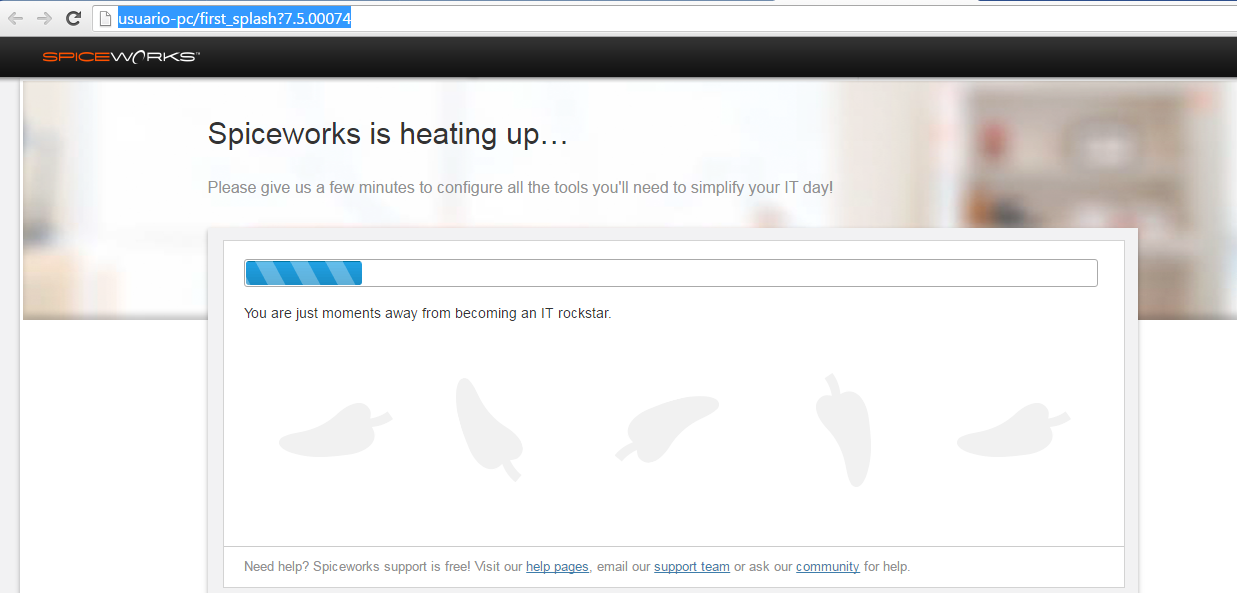 usuario-pc/first_splash?7.5.00074
SPICEWORKS™
Spiceworks is heating up…
Please give us a few minutes to configure all the tools you'll need to simplify your IT day!
You are just moments away from becoming an IT rockstar.
Need help? Spiceworks support is free! Visit our help pages, email our support team or ask our community for help.